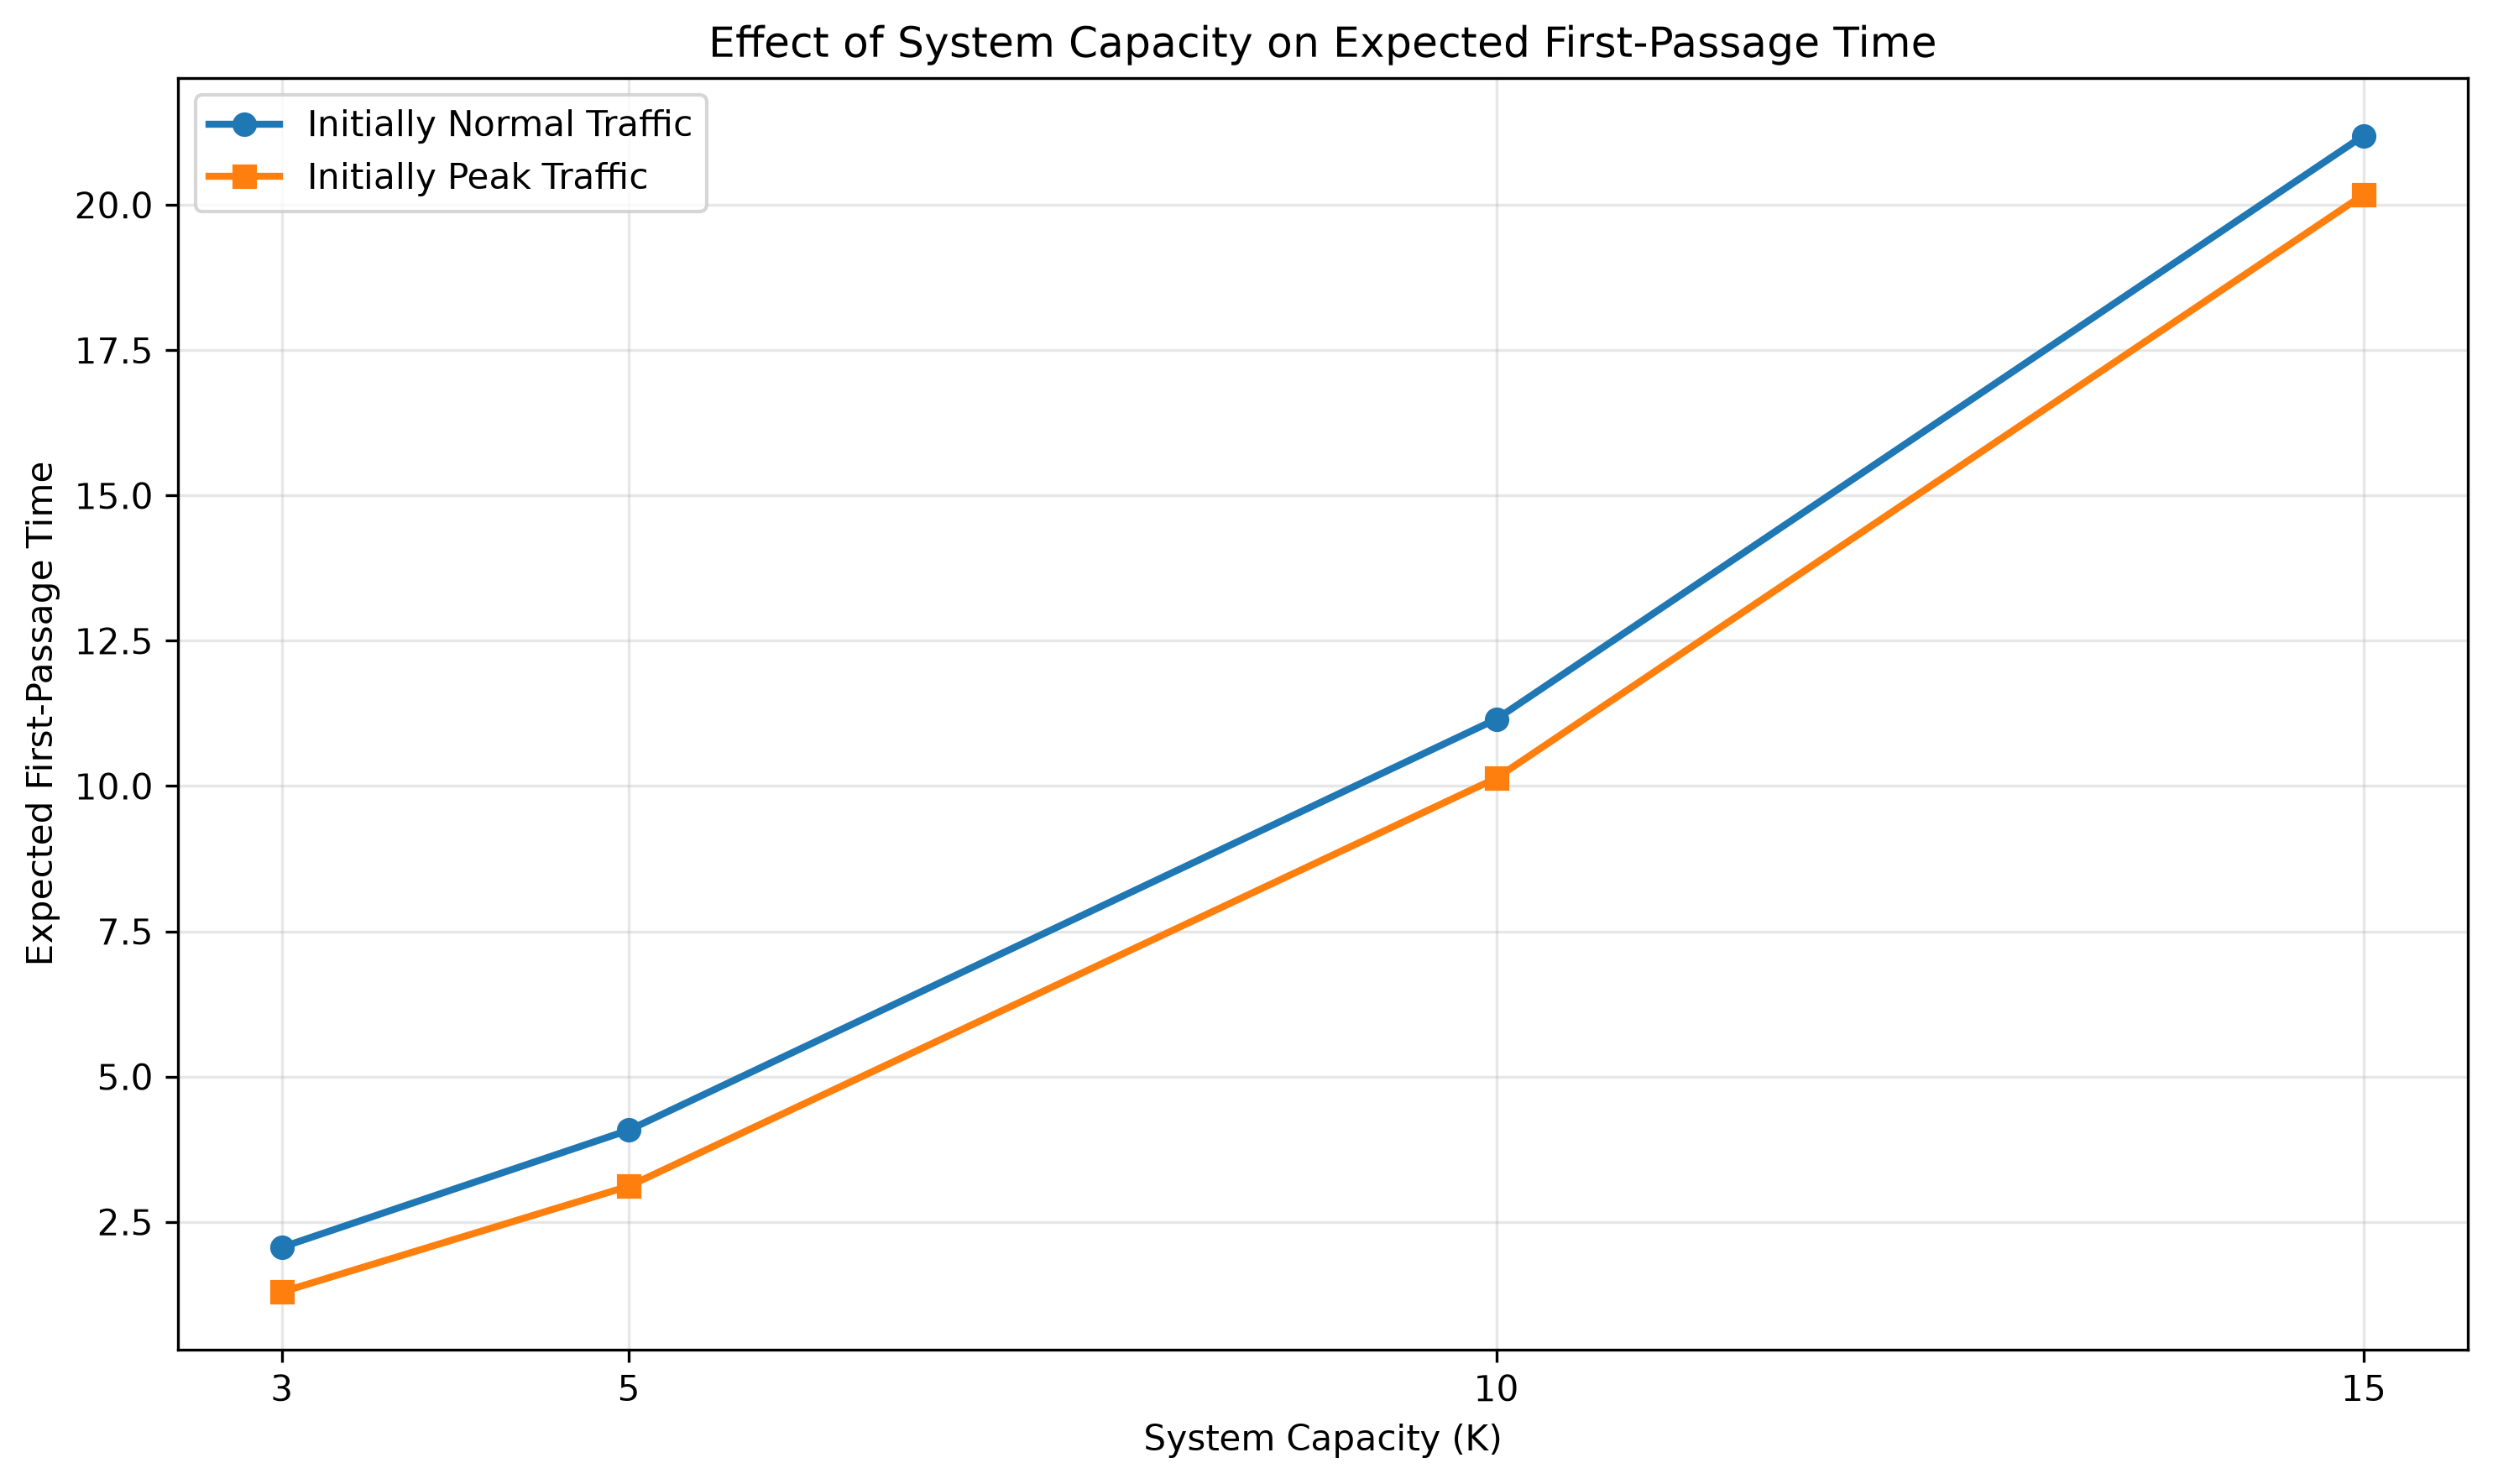 Effect of System Capacity on Expected First-Passage Time
Initially Normal Traffic
Initially Peak Traffic
Expected First-Passage Time
20.0
17.5
15.0
12.5
10.0
7.5
5.0
2.5
3 5 10 15
System Capacity (K)